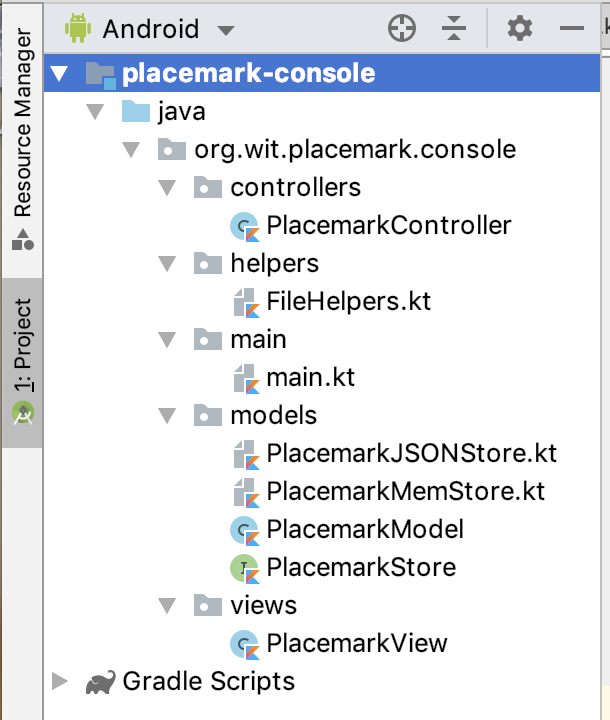 Android
placemark-console
java
org.wit.placemark.console
controllers
PlacemarkController
helpers
FileHelpers.kt
main
main.kt
models
PlacemarkJSONStore.kt
PlacemarkMemStore.kt
PlacemarkModel
PlacemarkStore
views
PlacemarkView
Gradle Scripts
Resource Manager
1: Project